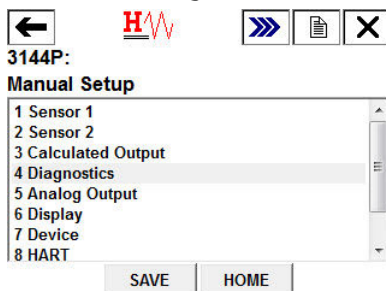 H
3144P:
Manual Setup
1 Sensor 1
2 Sensor 2
3 Calculated Output
4 Diagnostics
5 Analog Output
6 Display
7 Device
8 HART
SAVE HOME